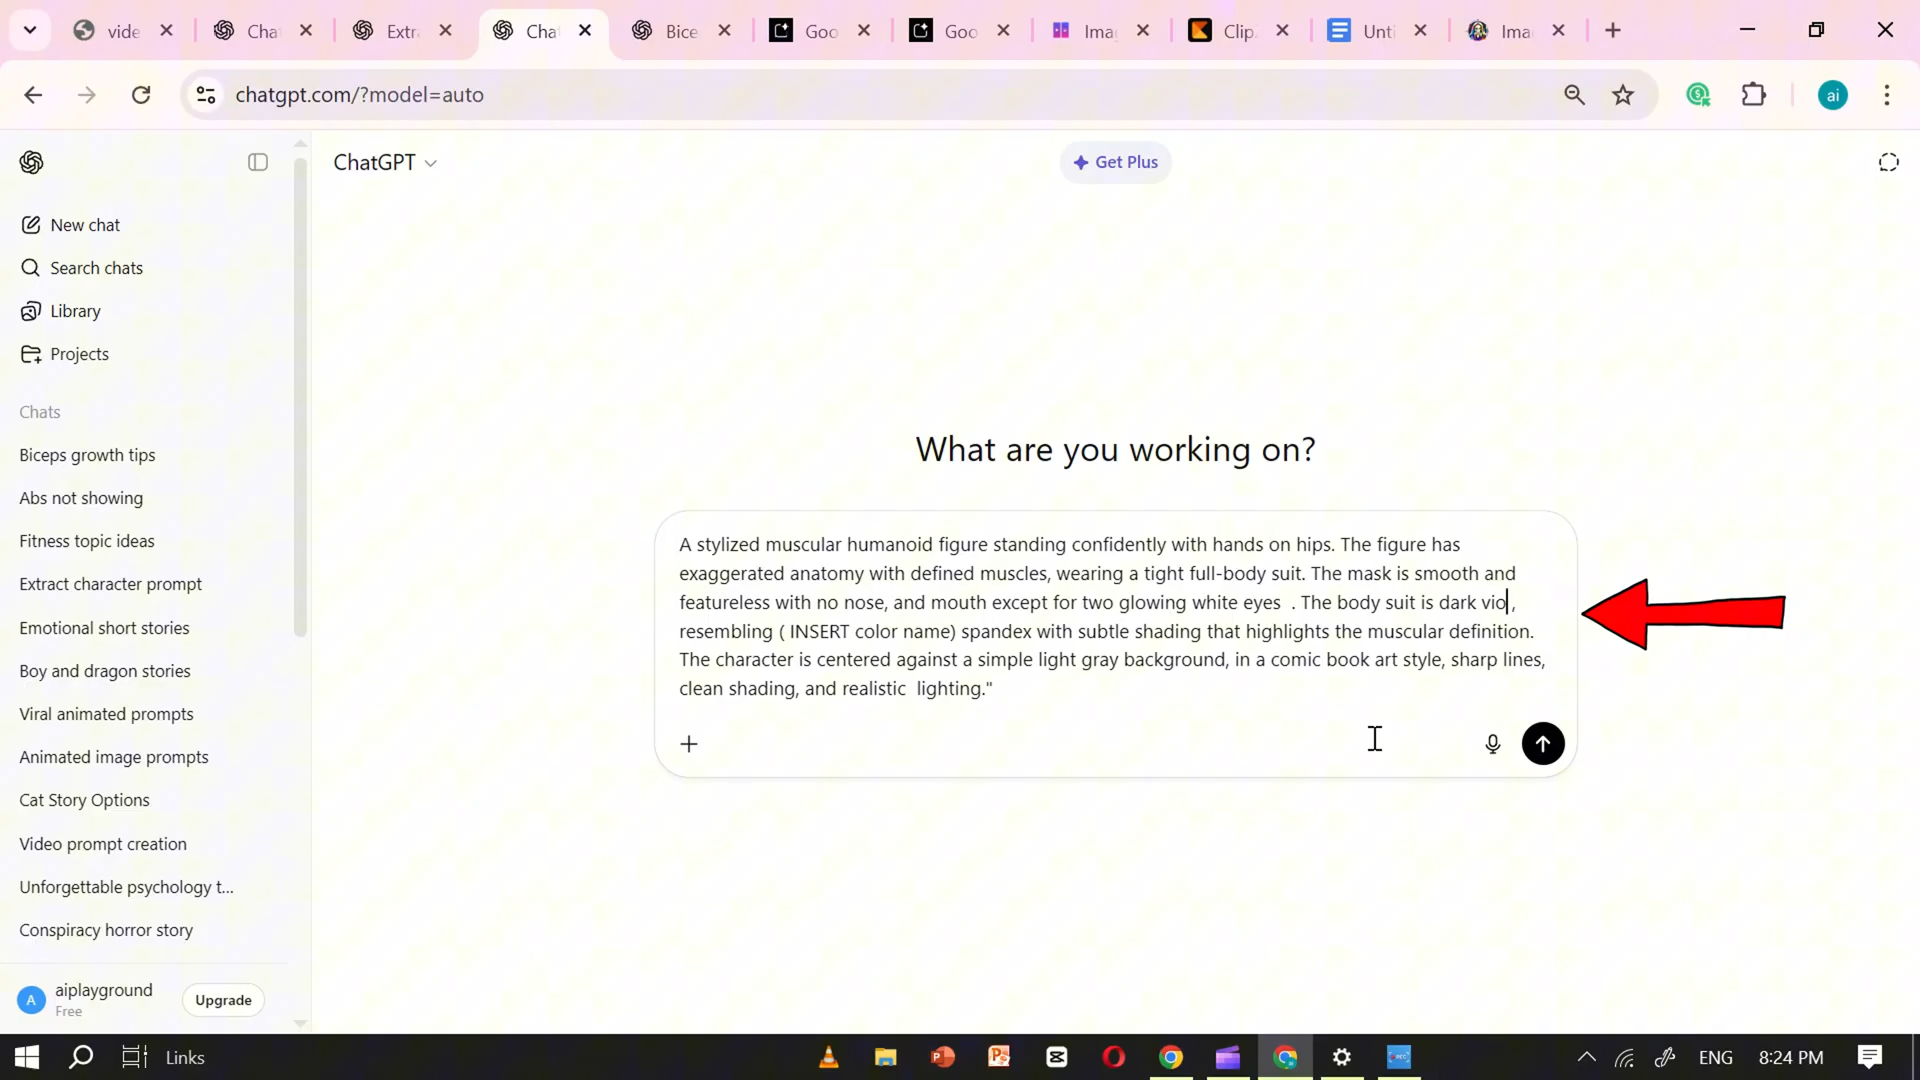 vide
Cha
Extr
Cha
Bice
Goo
Goo
Ima
Clip
Unti
Ima
chatgpt.com/?model=auto
ai
ChatGPT
Get Plus
New chat
Search chats
Library
Projects
Chats
Biceps growth tips
Abs not showing
Fitness topic ideas
Extract character prompt
Emotional short stories
Boy and dragon stories
Viral animated prompts
Animated image prompts
Cat Story Options
Video prompt creation
Unforgettable psychology t...
Conspiracy horror story
A
aiplayground
Free
Upgrade
What are you working on?
A stylized muscular humanoid figure standing confidently with hands on hips. The figure has
exaggerated anatomy with defined muscles, wearing a tight full-body suit. The mask is smooth and
featureless with no nose, and mouth except for two glowing white eyes  . The body suit is dark vio ,
resembling ( INSERT color name) spandex with subtle shading that highlights the muscular definition.
The character is centered against a simple light gray background, in a comic book art style, sharp lines,
clean shading, and realistic  lighting."
Links
ENG
8:24 PM